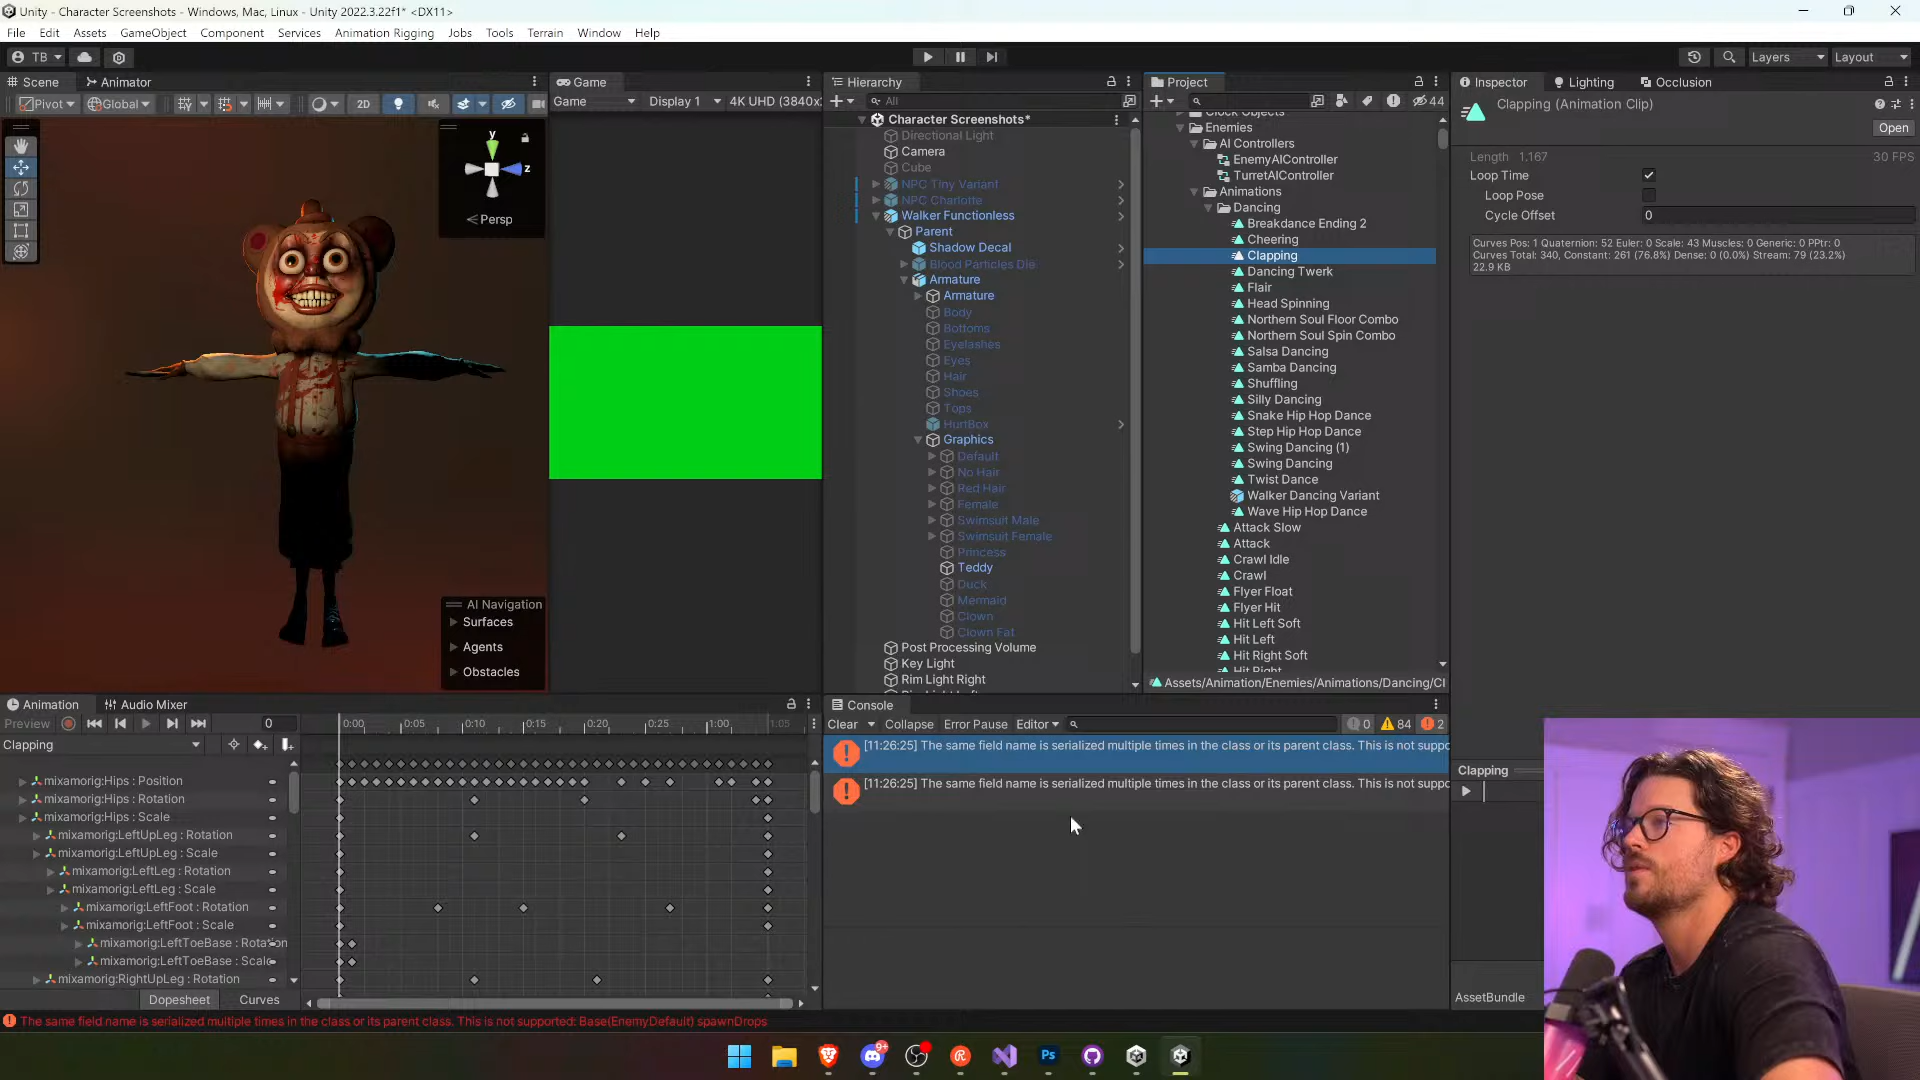 Unity - Character Screenshots - Windows, Mac, Linux - Unity 2022.3.22f1* <DX11>
File Edit Assets GameObject Component Services Animation Rigging Jobs Tools Terrain Window Help
TB
Layers
Layout
Scene
Animator
Pivot
Global
2D
y
z
Persp
AI Navigation
Surfaces
Agents
Obstacles
Game
Game
Display 1
4K UHD (3840x
Hierarchy
All
Character Screenshots*
Directional Light
Camera
Cube
NPC Tiny Variant
NPC Charlotte
Walker Functionless
Parent
Shadow Decal
Blood Particles Die
Armature
Armature
Body
Bottoms
Eyelashes
Eyes
Hair
Shoes
Tops
HurtBox
Graphics
Default
No Hair
Red Hair
Female
Swimsuit Male
Swimsuit Female
Princess
Teddy
Duck
Mermaid
Clown
Clown Fat
Post Processing Volume
Key Light
Rim Light Right
Project
44
Enemies
AI Controllers
EnemyAIController
TurretAIController
Animations
Dancing
Breakdance Ending 2
Cheering
Clapping
Dancing Twerk
Flair
Head Spinning
Northern Soul Floor Combo
Northern Soul Spin Combo
Salsa Dancing
Samba Dancing
Shuffling
Silly Dancing
Snake Hip Hop Dance
Step Hip Hop Dance
Swing Dancing (1)
Swing Dancing
Twist Dance
Walker Dancing Variant
Wave Hip Hop Dance
Attack Slow
Attack
Crawl Idle
Crawl
Flyer Float
Flyer Hit
Hit Left Soft
Hit Left
Hit Right Soft
Hit Right
Assets/Animation/Enemies/Animations/Dancing/Cl
Inspector
Lighting
Occlusion
Clapping (Animation Clip)
Open
Length 1.167
30 FPS
Loop Time
Loop Pose
Cycle Offset
0
Curves Pos: 1 Quaternion: 52 Euler: 0 Scale: 43 Muscles: 0 Generic: 0 PPtr: 0
Curves Total: 340, Constant: 261 (76.8%) Dense: 0 (0.0%) Stream: 79 (23.2%)
22.9 KB
Animation
Audio Mixer
Preview
0
0:00 0:05 0:10 0:15 0:20 0:25 1:00 1:05
Clapping
mixamorig:Hips : Position
mixamorig:Hips : Rotation
mixamorig:Hips : Scale
mixamorig:LeftUpLeg : Rotation
mixamorig:LeftUpLeg : Scale
mixamorig:LeftLeg : Rotation
mixamorig:LeftLeg : Scale
mixamorig:LeftFoot : Rotation
mixamorig:LeftFoot : Scale
mixamorig:LeftToeBase : Rotation
mixamorig:LeftToeBase : Scale
mixamorig:RightUpLeg : Rotation
Dopesheet
Curves
Console
Clear
Collapse
Error Pause
Editor
0
84
2
[11:26:25] The same field name is serialized multiple times in the class or its parent class. This is not suppo
[11:26:25] The same field name is serialized multiple times in the class or its parent class. This is not suppo
Clapping
AssetBundle
The same field name is serialized multiple times in the class or its parent class. This is not supported: Base(EnemyDefault) spawnDrops
9+
Ps